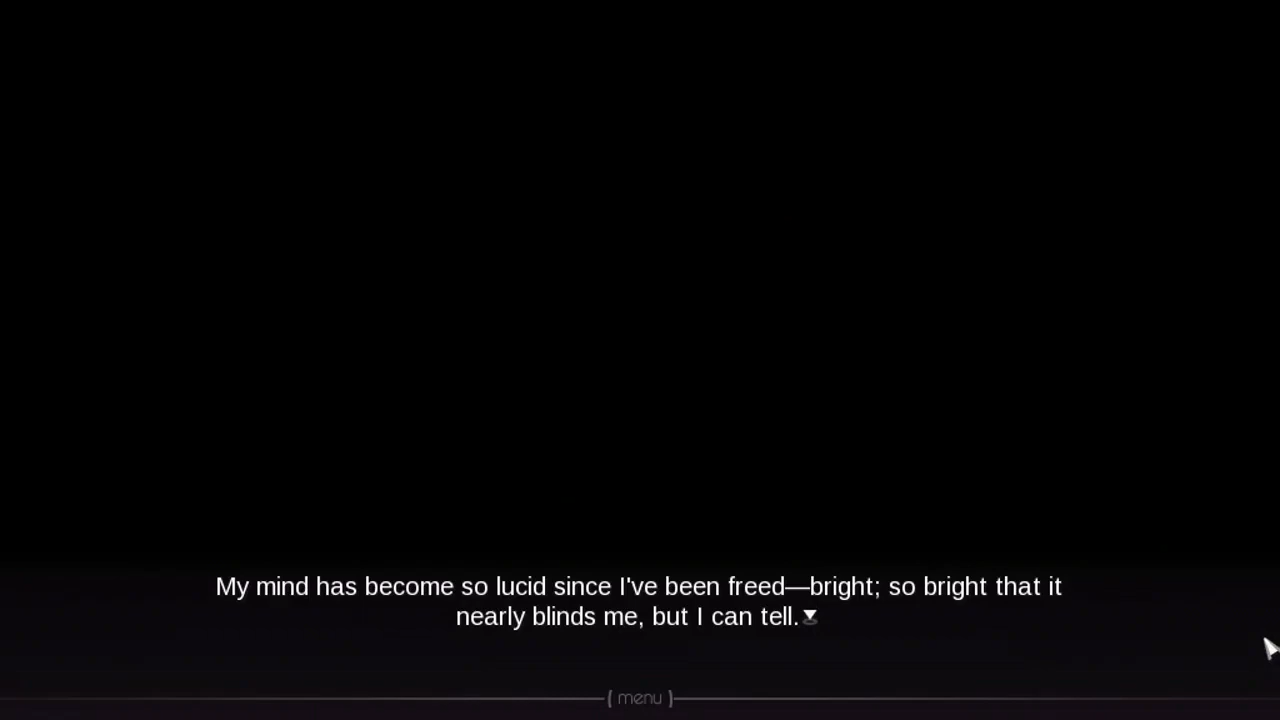 My mind has become so lucid since I've been freed—bright; so bright that it
nearly blinds me, but I can tell.
( menu )